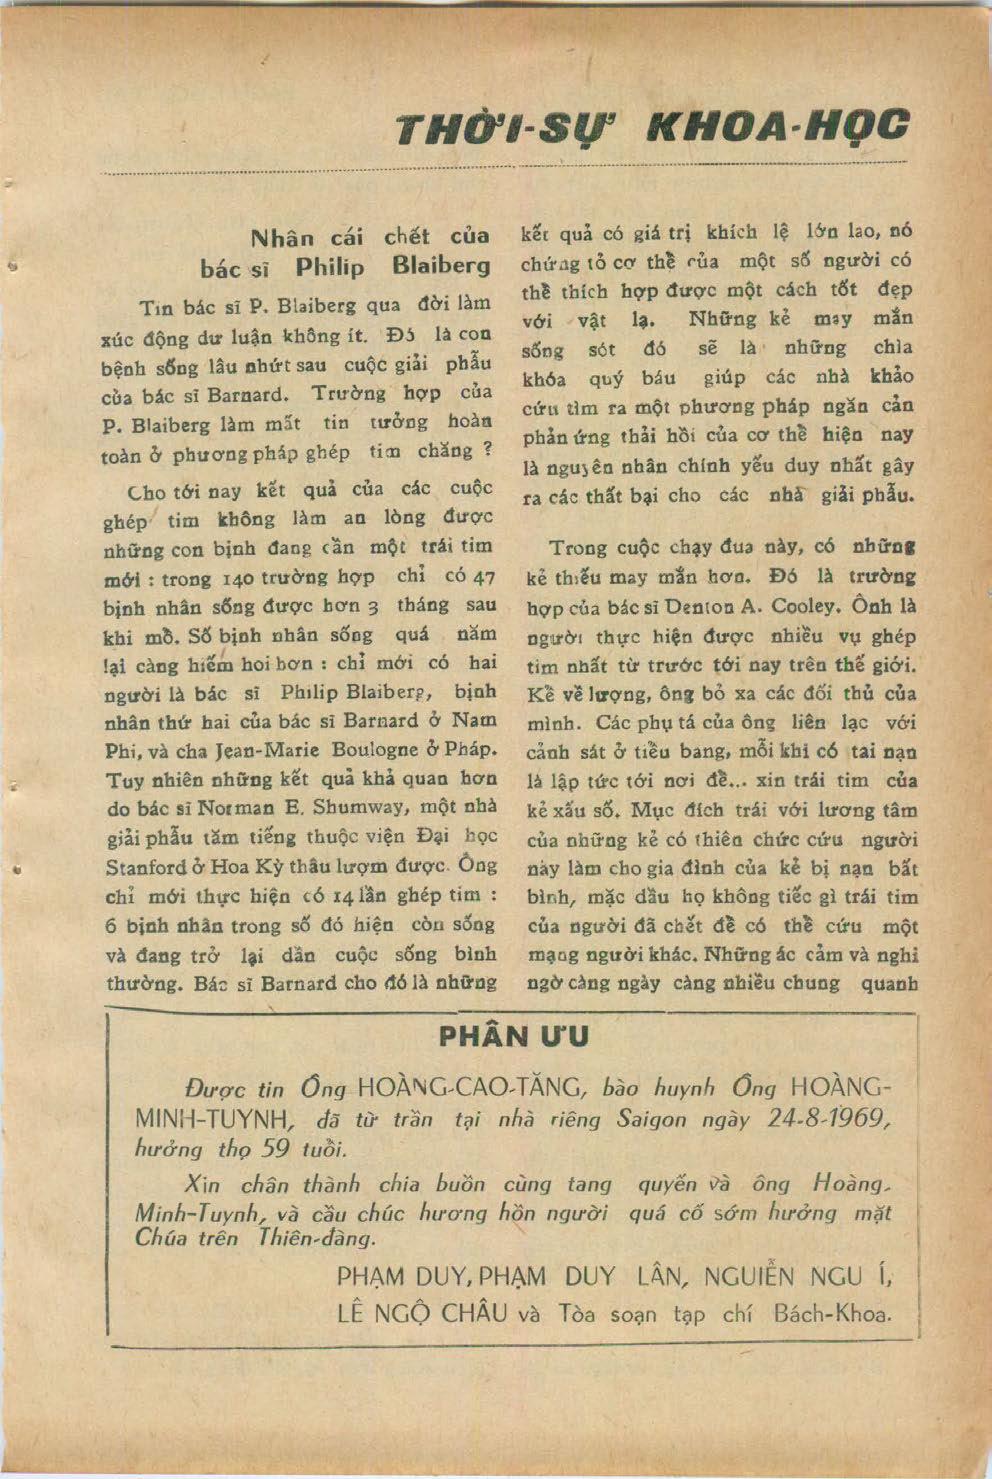 THỜI-SỰ KHOA-HỌC
Nhân cái chết của
bác sĩ Philip Blaiberg
Tin bác sĩ P. Blaiberg qua đời làm
xúc động dư luận không ít. Đó là con
bệnh sống lâu nhứt sau cuộc giải phẫu
của bác sĩ Barnard. Trường hợp của
P. Blaiberg làm mất tin tưởng hoàn
toàn ở phương pháp ghép tim chăng ?
Cho tới nay kết quả của các cuộc
ghép tim không làm an lòng được
những con bịnh đang cần một trái tim
mới : trong 140 trường hợp chỉ có 47
bịnh nhân sống được hơn 3 tháng sau
khi mổ. Số bịnh nhân sống quá năm
lại càng hiếm hoi hơn : chỉ mới có hai
người là bác sĩ Philip Blaiberg, bịnh
nhân thứ hai của bác sĩ Barnard ở Nam
Phi, và cha Jean-Marie Boulogne ở Pháp.
Tuy nhiên những kết quả khả quan hơn
do bác sĩ Norman E. Shumway, một nhà
giải phẫu tăm tiếng thuộc viện Đại học
Stanford ở Hoa Kỳ thâu lượm được. Ông
chỉ mới thực hiện có 14 lần ghép tim :
6 bịnh nhân trong số đó hiện còn sống
và đang trở lại dần cuộc sống bình
thường. Bác sĩ Barnard cho đó là những
kết quả có giá trị khích lệ lớn lao, nó
chứng tỏ cơ thể của một số người có
thể thích hợp được một cách tốt đẹp
với vật lạ. Những kẻ may mắn
sống sót đó sẽ là những chìa
khóa quý báu giúp các nhà khảo
cứu tìm ra một phương pháp ngăn cản
phản ứng thải hồi của cơ thể hiện nay
là nguyên nhân chính yếu duy nhất gây
ra các thất bại cho các nhà giải phẫu.
Trong cuộc chạy đua này, có những
kẻ thiếu may mắn hơn. Đó là trường
hợp của bác sĩ Denton A. Cooley. Ônh là
người thực hiện được nhiều vụ ghép
tim nhất từ trước tới nay trên thế giới.
Kể về lượng, ông bỏ xa các đối thủ của
mình. Các phụ tá của ông liên lạc với
cảnh sát ở tiểu bang, mỗi khi có tai nạn
là lập tức tới nơi để... xin trái tim của
kẻ xấu số. Mục đích trái với lương tâm
của những kẻ có thiên chức cứu người
này làm cho gia đình của kẻ bị nạn bất
bình, mặc dầu họ không tiếc gì trái tim
của người đã chết để có thể cứu một
mạng người khác. Những ác cảm và nghi
ngờ càng ngày càng nhiều chung quanh
PHÂN ƯU
Được tin Ông HOÀNG-CAO-TĂNG, bào huynh Ông HOÀNG-
MINH-TUYNH, đã từ trần tại nhà riêng Saigon ngày 24-8-1969,
hưởng thọ 59 tuổi.
Xin chân thành chia buồn cùng tang quyến và ông Hoàng-
Minh-Tuynh, và cầu chúc hương hồn người quá cố sớm hưởng mặt
Chúa trên Thiên-đàng.
PHẠM DUY, PHẠM DUY LÂN, NGUIỄN NGU Í,
LÊ NGỘ CHÂU và Tòa soạn tạp chí Bách-Khoa.